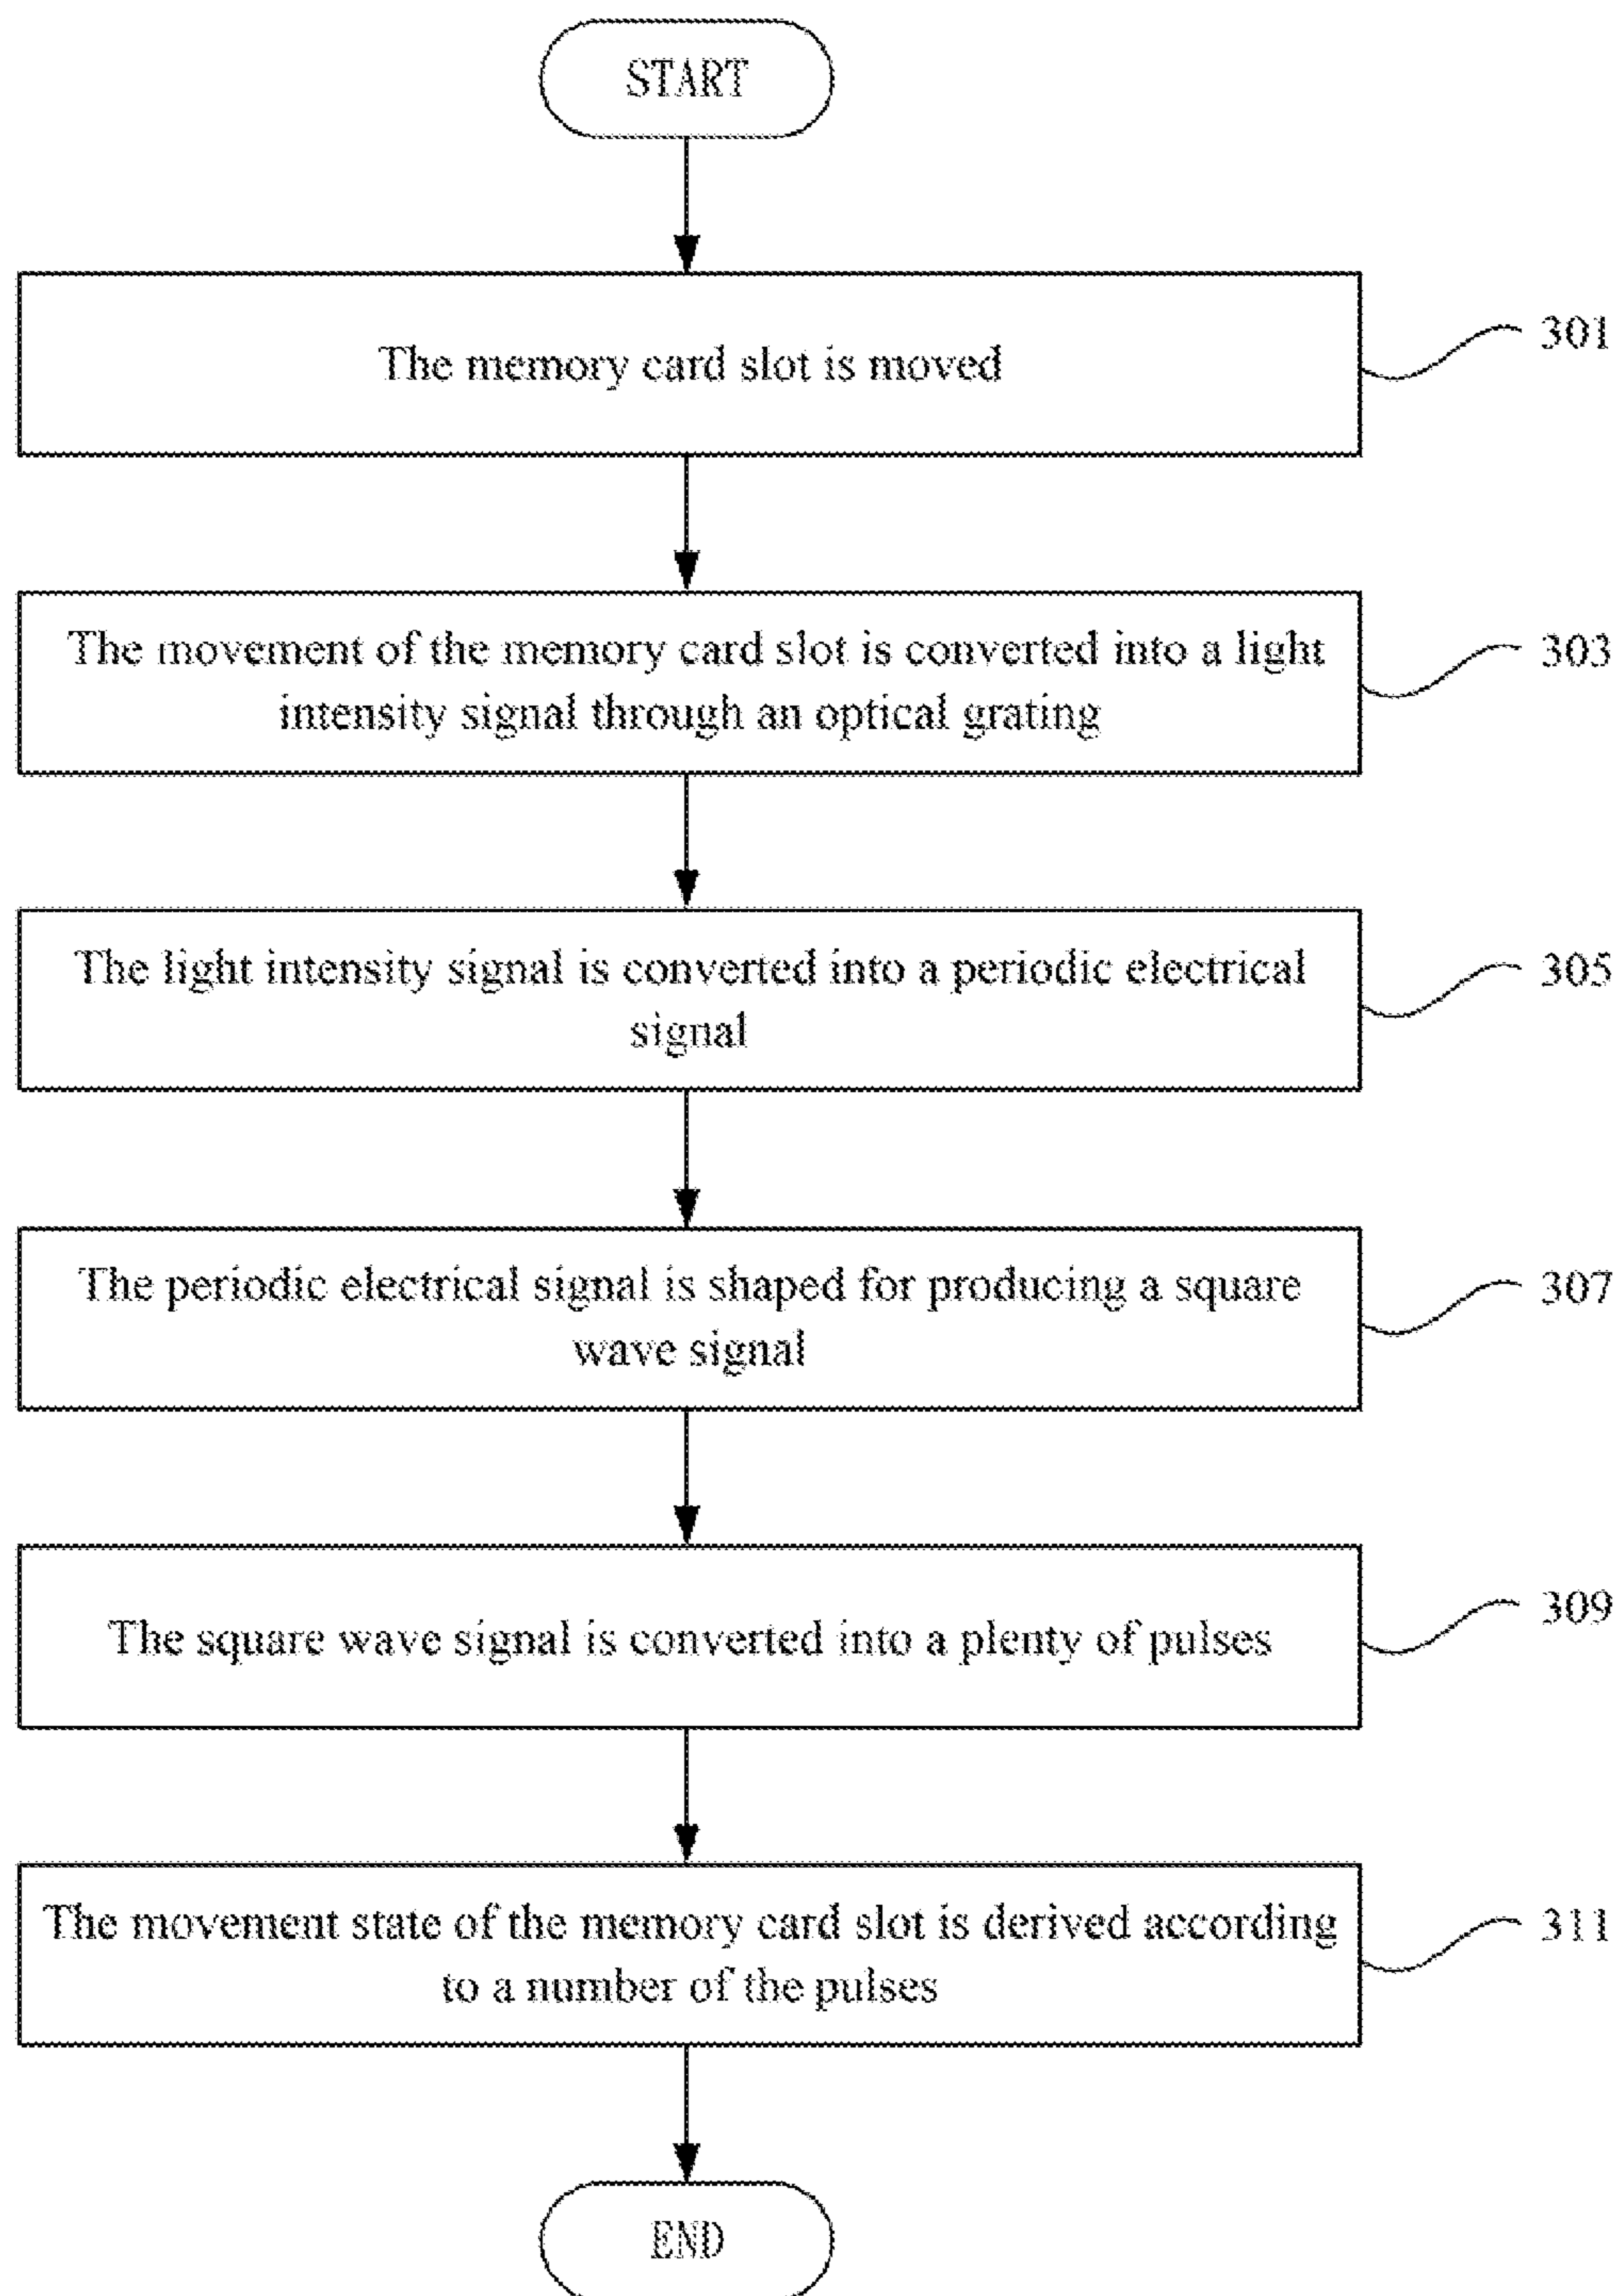 START
The memory card slot is moved
301
The movement of the memory card slot is converted into a light
intensity signal through an optical grating
303
The light intensity signal is converted into a periodic electrical
signal
305
The periodic electrical signal is shaped for producing a square
wave signal
307
The square wave signal is converted into a plenty of pulses
309
The movement state of the memory card slot is derived according
to a number of the pulses
311
END